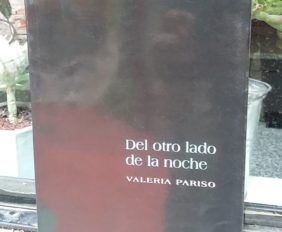 Del otro lado
de la noche
VALERIA PARISO